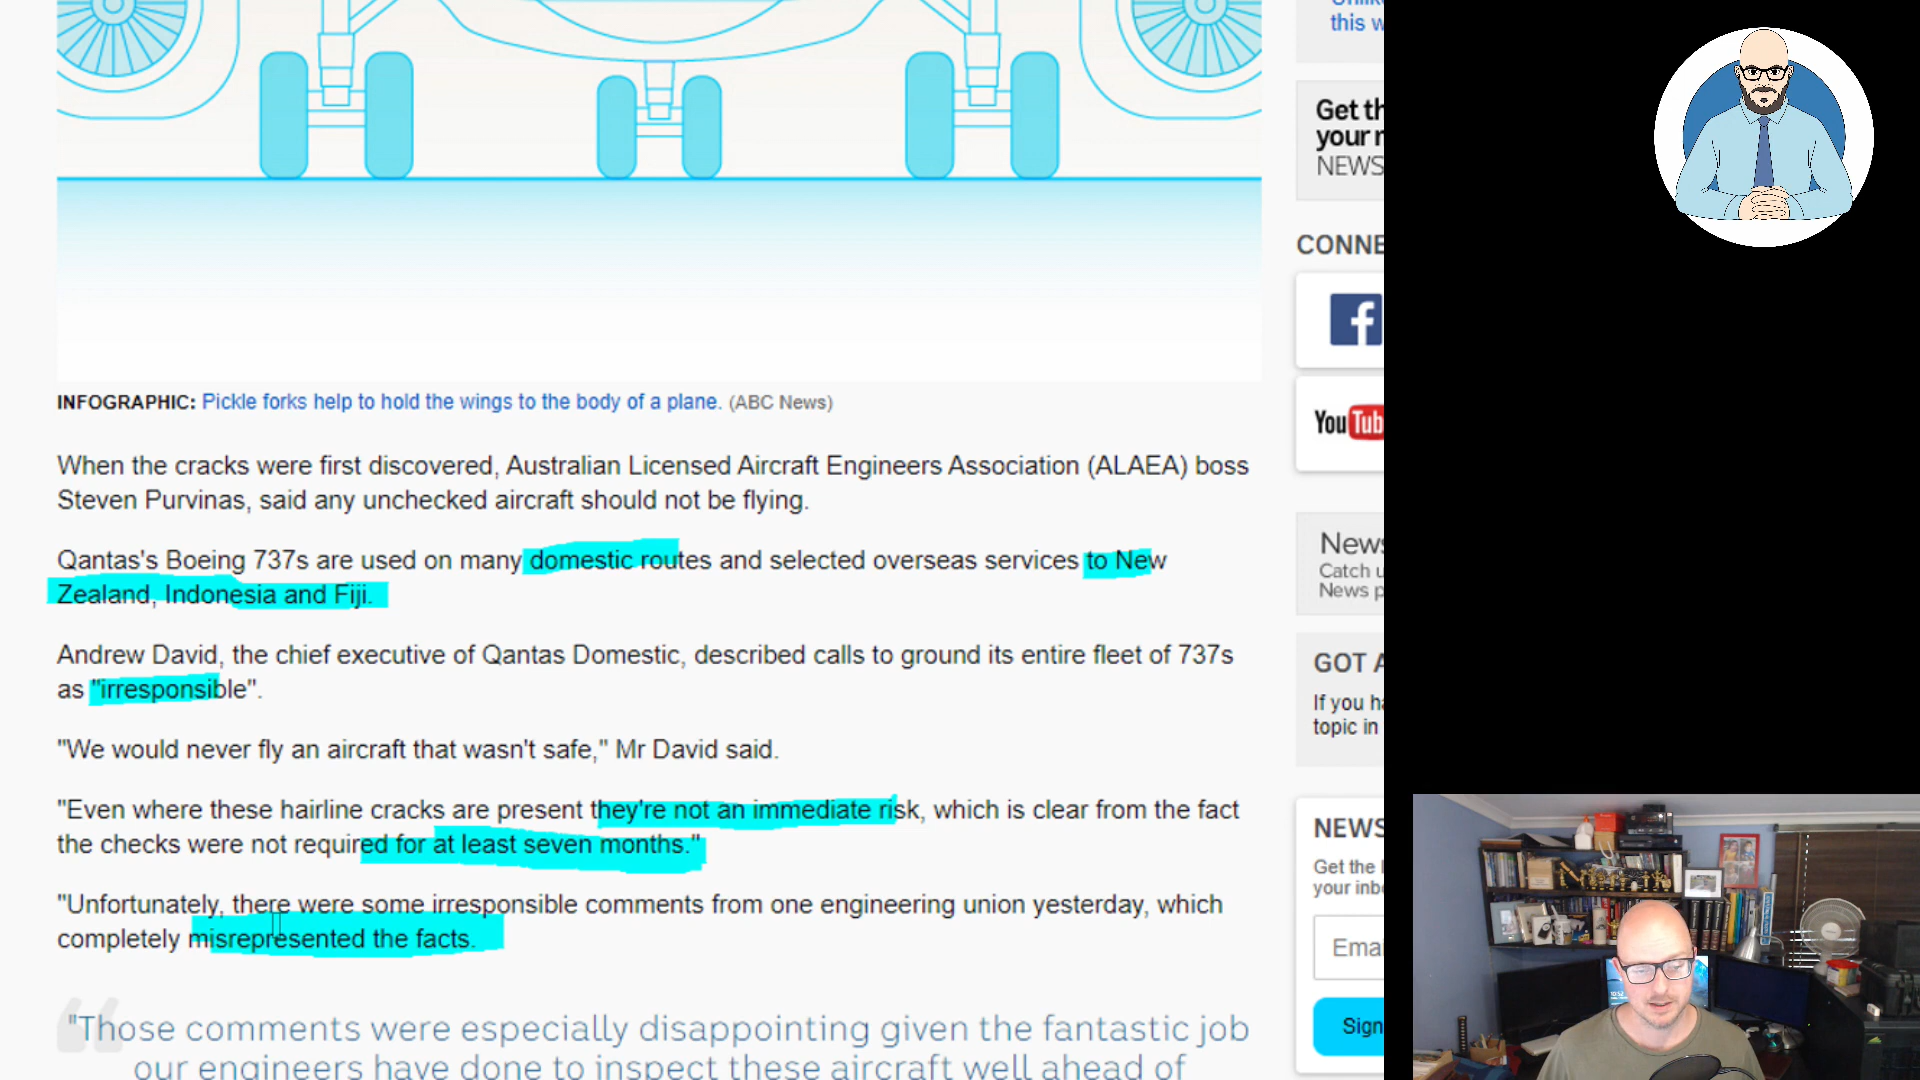 this w
Get th
your n
NEWS
CONNE
YouTub
INFOGRAPHIC: Pickle forks help to hold the wings to the body of a plane. (ABC News)
When the cracks were first discovered, Australian Licensed Aircraft Engineers Association (ALAEA) boss
Steven Purvinas, said any unchecked aircraft should not be flying.
Qantas's Boeing 737s are used on many domestic routes and selected overseas services to New
Zealand, Indonesia and Fiji.
Andrew David, the chief executive of Qantas Domestic, described calls to ground its entire fleet of 737s
as "irresponsible".
"We would never fly an aircraft that wasn't safe," Mr David said.
"Even where these hairline cracks are present they're not an immediate risk, which is clear from the fact
the checks were not required for at least seven months."
"Unfortunately, there were some irresponsible comments from one engineering union yesterday, which
completely misrepresented the facts.
"Those comments were especially disappointing given the fantastic job
our engineers have done to inspect these aircraft well ahead of
News
Catch u
News p
GOT A
If you ha
topic in
NEWS
Get the
your inb
Ema
Sign